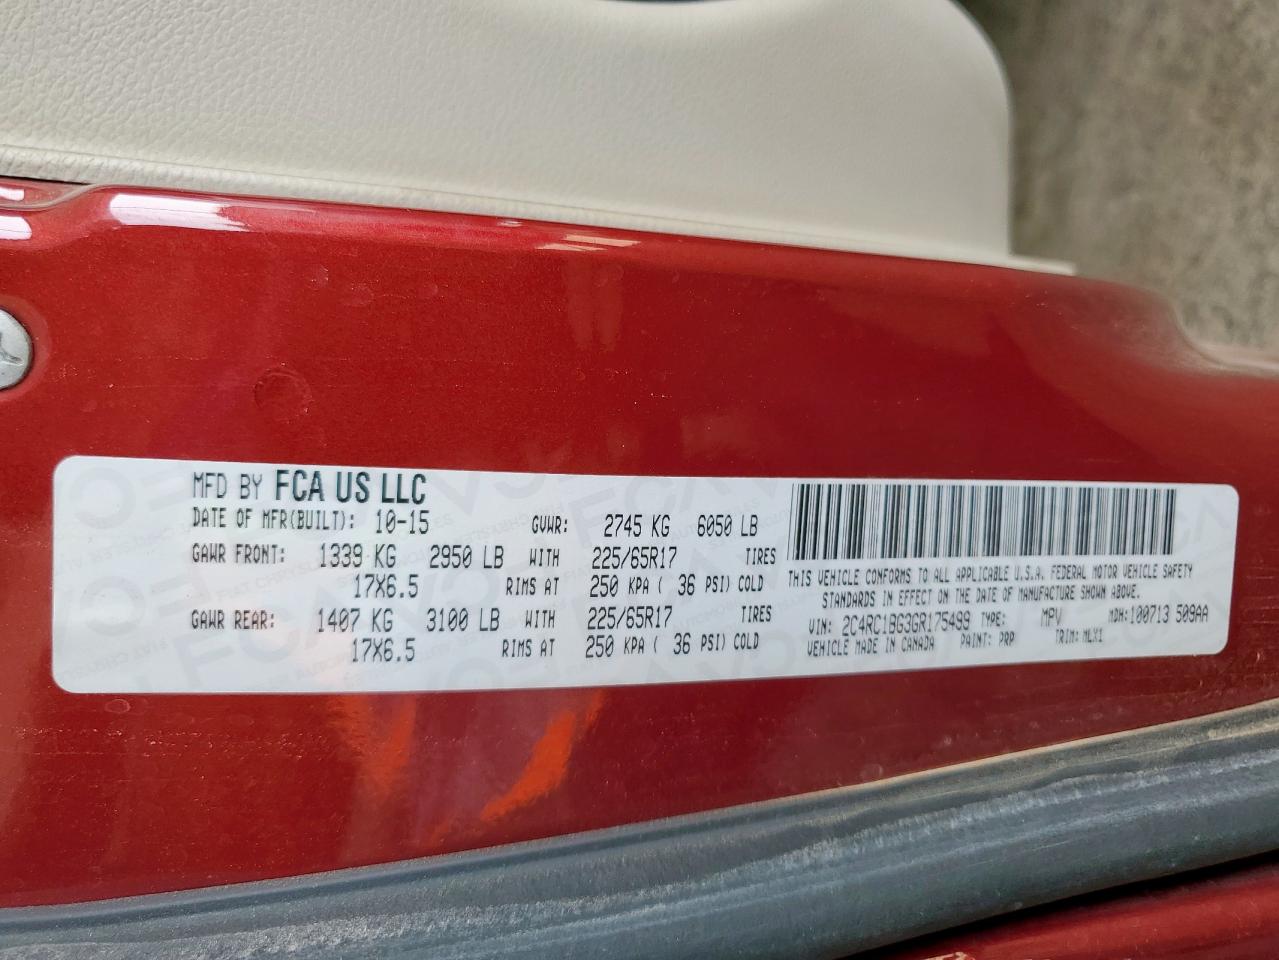 MFD BY FCA US LLC
DATE OF MFR(BUILT): 10-15 GVWR: 2745 KG 6050 LB
GAWR FRONT: 1339 KG 2950 LB WITH 225/65R17 TIRES
17X6.5 RIMS AT 250 KPA ( 36 PSI) COLD
GAWR REAR: 1407 KG 3100 LB WITH 225/65R17 TIRES
17X6.5 RIMS AT 250 KPA ( 36 PSI) COLD
THIS VEHICLE CONFORMS TO ALL APPLICABLE U.S.A. FEDERAL MOTOR VEHICLE SAFETY
STANDARDS IN EFFECT ON THE DATE OF MANUFACTURE SHOWN ABOVE.
VIN: 2C4RC1BG3GR175499 TYPE: MPV MDH:100713 509AA
VEHICLE MADE IN CANADA PAINT: PRP TRIM:MLX1